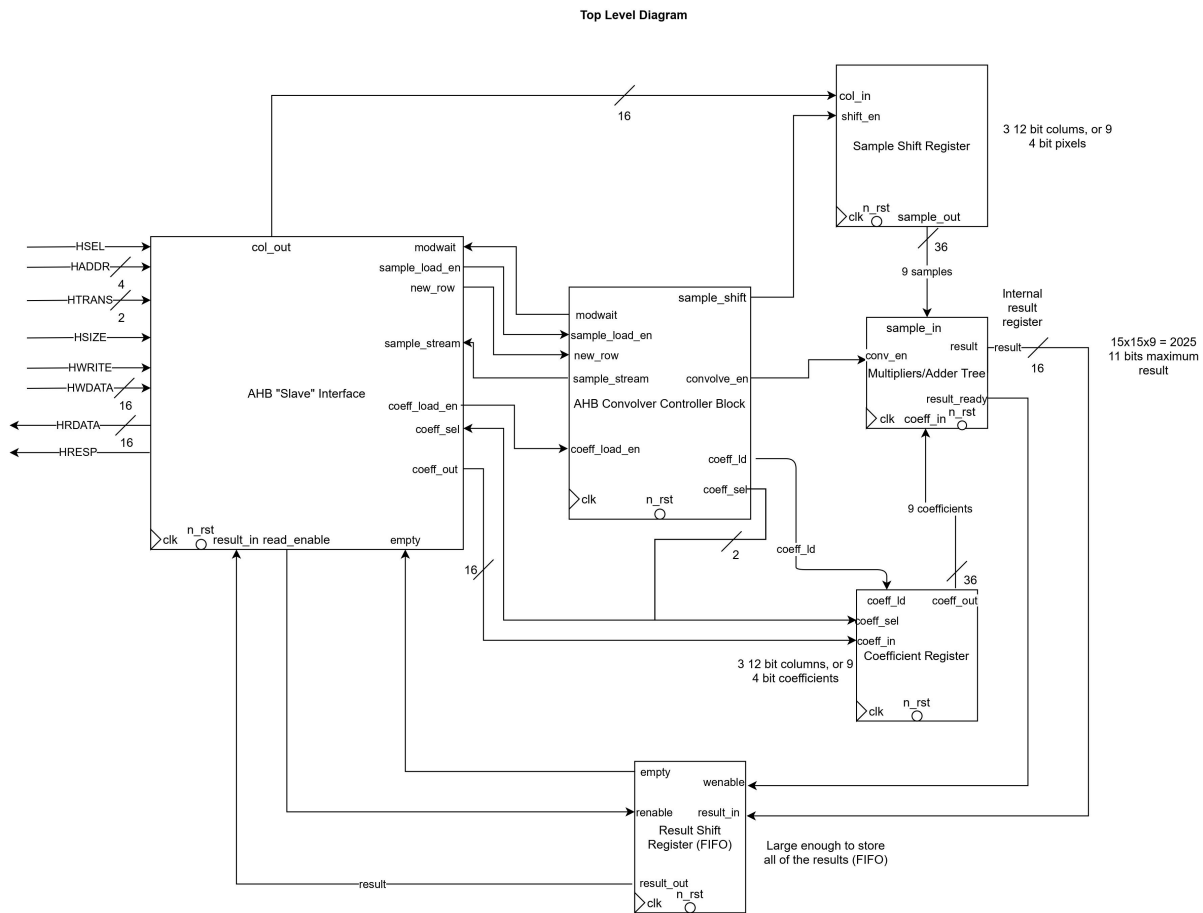 Top Level Diagram
16
col_in
shift_en
Sample Shift Register
clk
n_rst
sample_out
3 12 bit colums, or 9
4 bit pixels
36
9 samples
HSEL
HADDR
4
HTRANS
2
HSIZE
HWRITE
HWDATA
16
HRDATA
16
HRESP
col_out
modwait
sample_load_en
new_row
sample_stream
AHB "Slave" Interface
coeff_load_en
coeff_sel
coeff_out
clk
n_rst
result_in
read_enable
empty
16
sample_shift
modwait
sample_load_en
new_row
sample_stream
convolve_en
AHB Convolver Controller Block
coeff_load_en
coeff_ld
coeff_sel
clk
n_rst
2
coeff_ld
Internal
result
register
sample_in
result
result
16
conv_en
Multipliers/Adder Tree
result_ready
clk
coeff_in
n_rst
15x15x9 = 2025
11 bits maximum
result
9 coefficients
36
coeff_ld
coeff_out
coeff_sel
coeff_in
Coefficient Register
clk
n_rst
3 12 bit columns, or 9
4 bit coefficients
empty
wenable
renable
result_in
Result Shift
Register (FIFO)
result_out
clk
n_rst
Large enough to store
all of the results (FIFO)
result